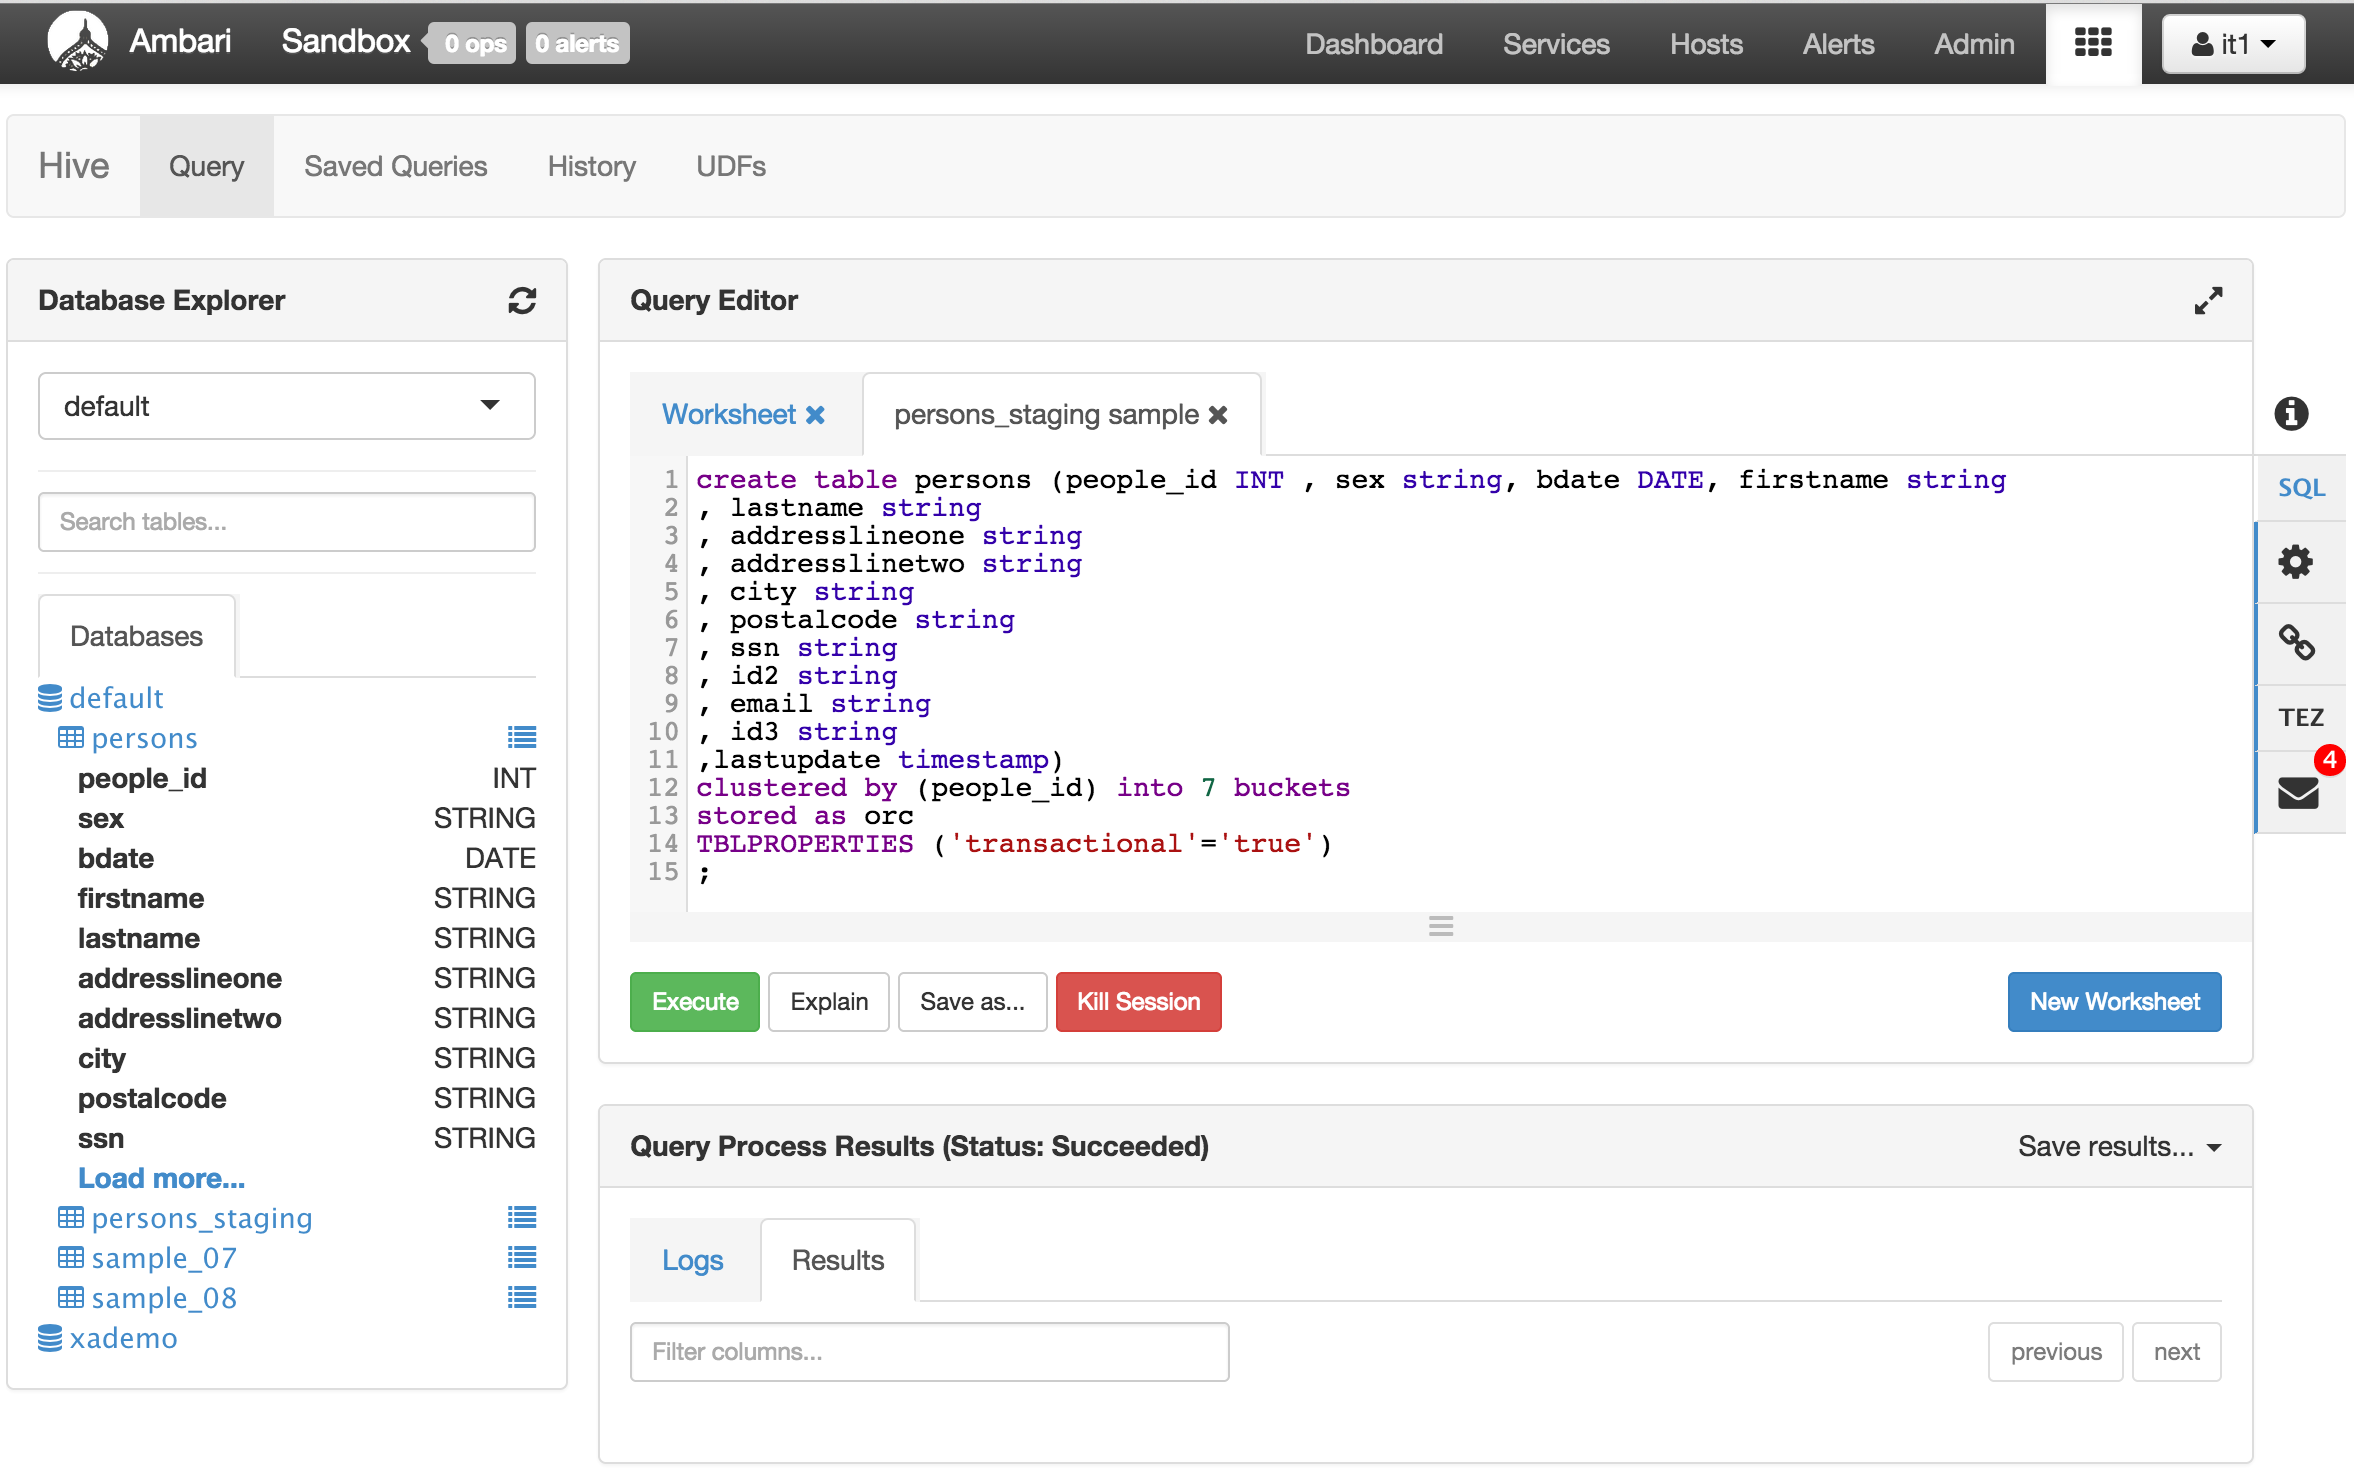 Ambari Sandbox 0 ops 0 alerts Dashboard Services Hosts Alerts Admin it1
Hive Query Saved Queries History UDFs
Database Explorer
default
Search tables...
Databases
default
persons
people_id INT
sex STRING
bdate DATE
firstname STRING
lastname STRING
addresslineone STRING
addresslinetwo STRING
city STRING
postalcode STRING
ssn STRING
Load more...
persons_staging
sample_07
sample_08
xademo
Query Editor
Worksheet persons_staging sample
1 create table persons (people_id INT , sex string, bdate DATE, firstname string
2 , lastname string
3 , addresslineone string
4 , addresslinetwo string
5 , city string
6 , postalcode string
7 , ssn string
8 , id2 string
9 , email string
10 , id3 string
11 ,lastupdate timestamp)
12 clustered by (people_id) into 7 buckets
13 stored as orc
14 TBLPROPERTIES ('transactional'='true')
15 ;
Execute Explain Save as... Kill Session New Worksheet
SQL
TEZ
4
Query Process Results (Status: Succeeded) Save results...
Logs Results
Filter columns... previous next